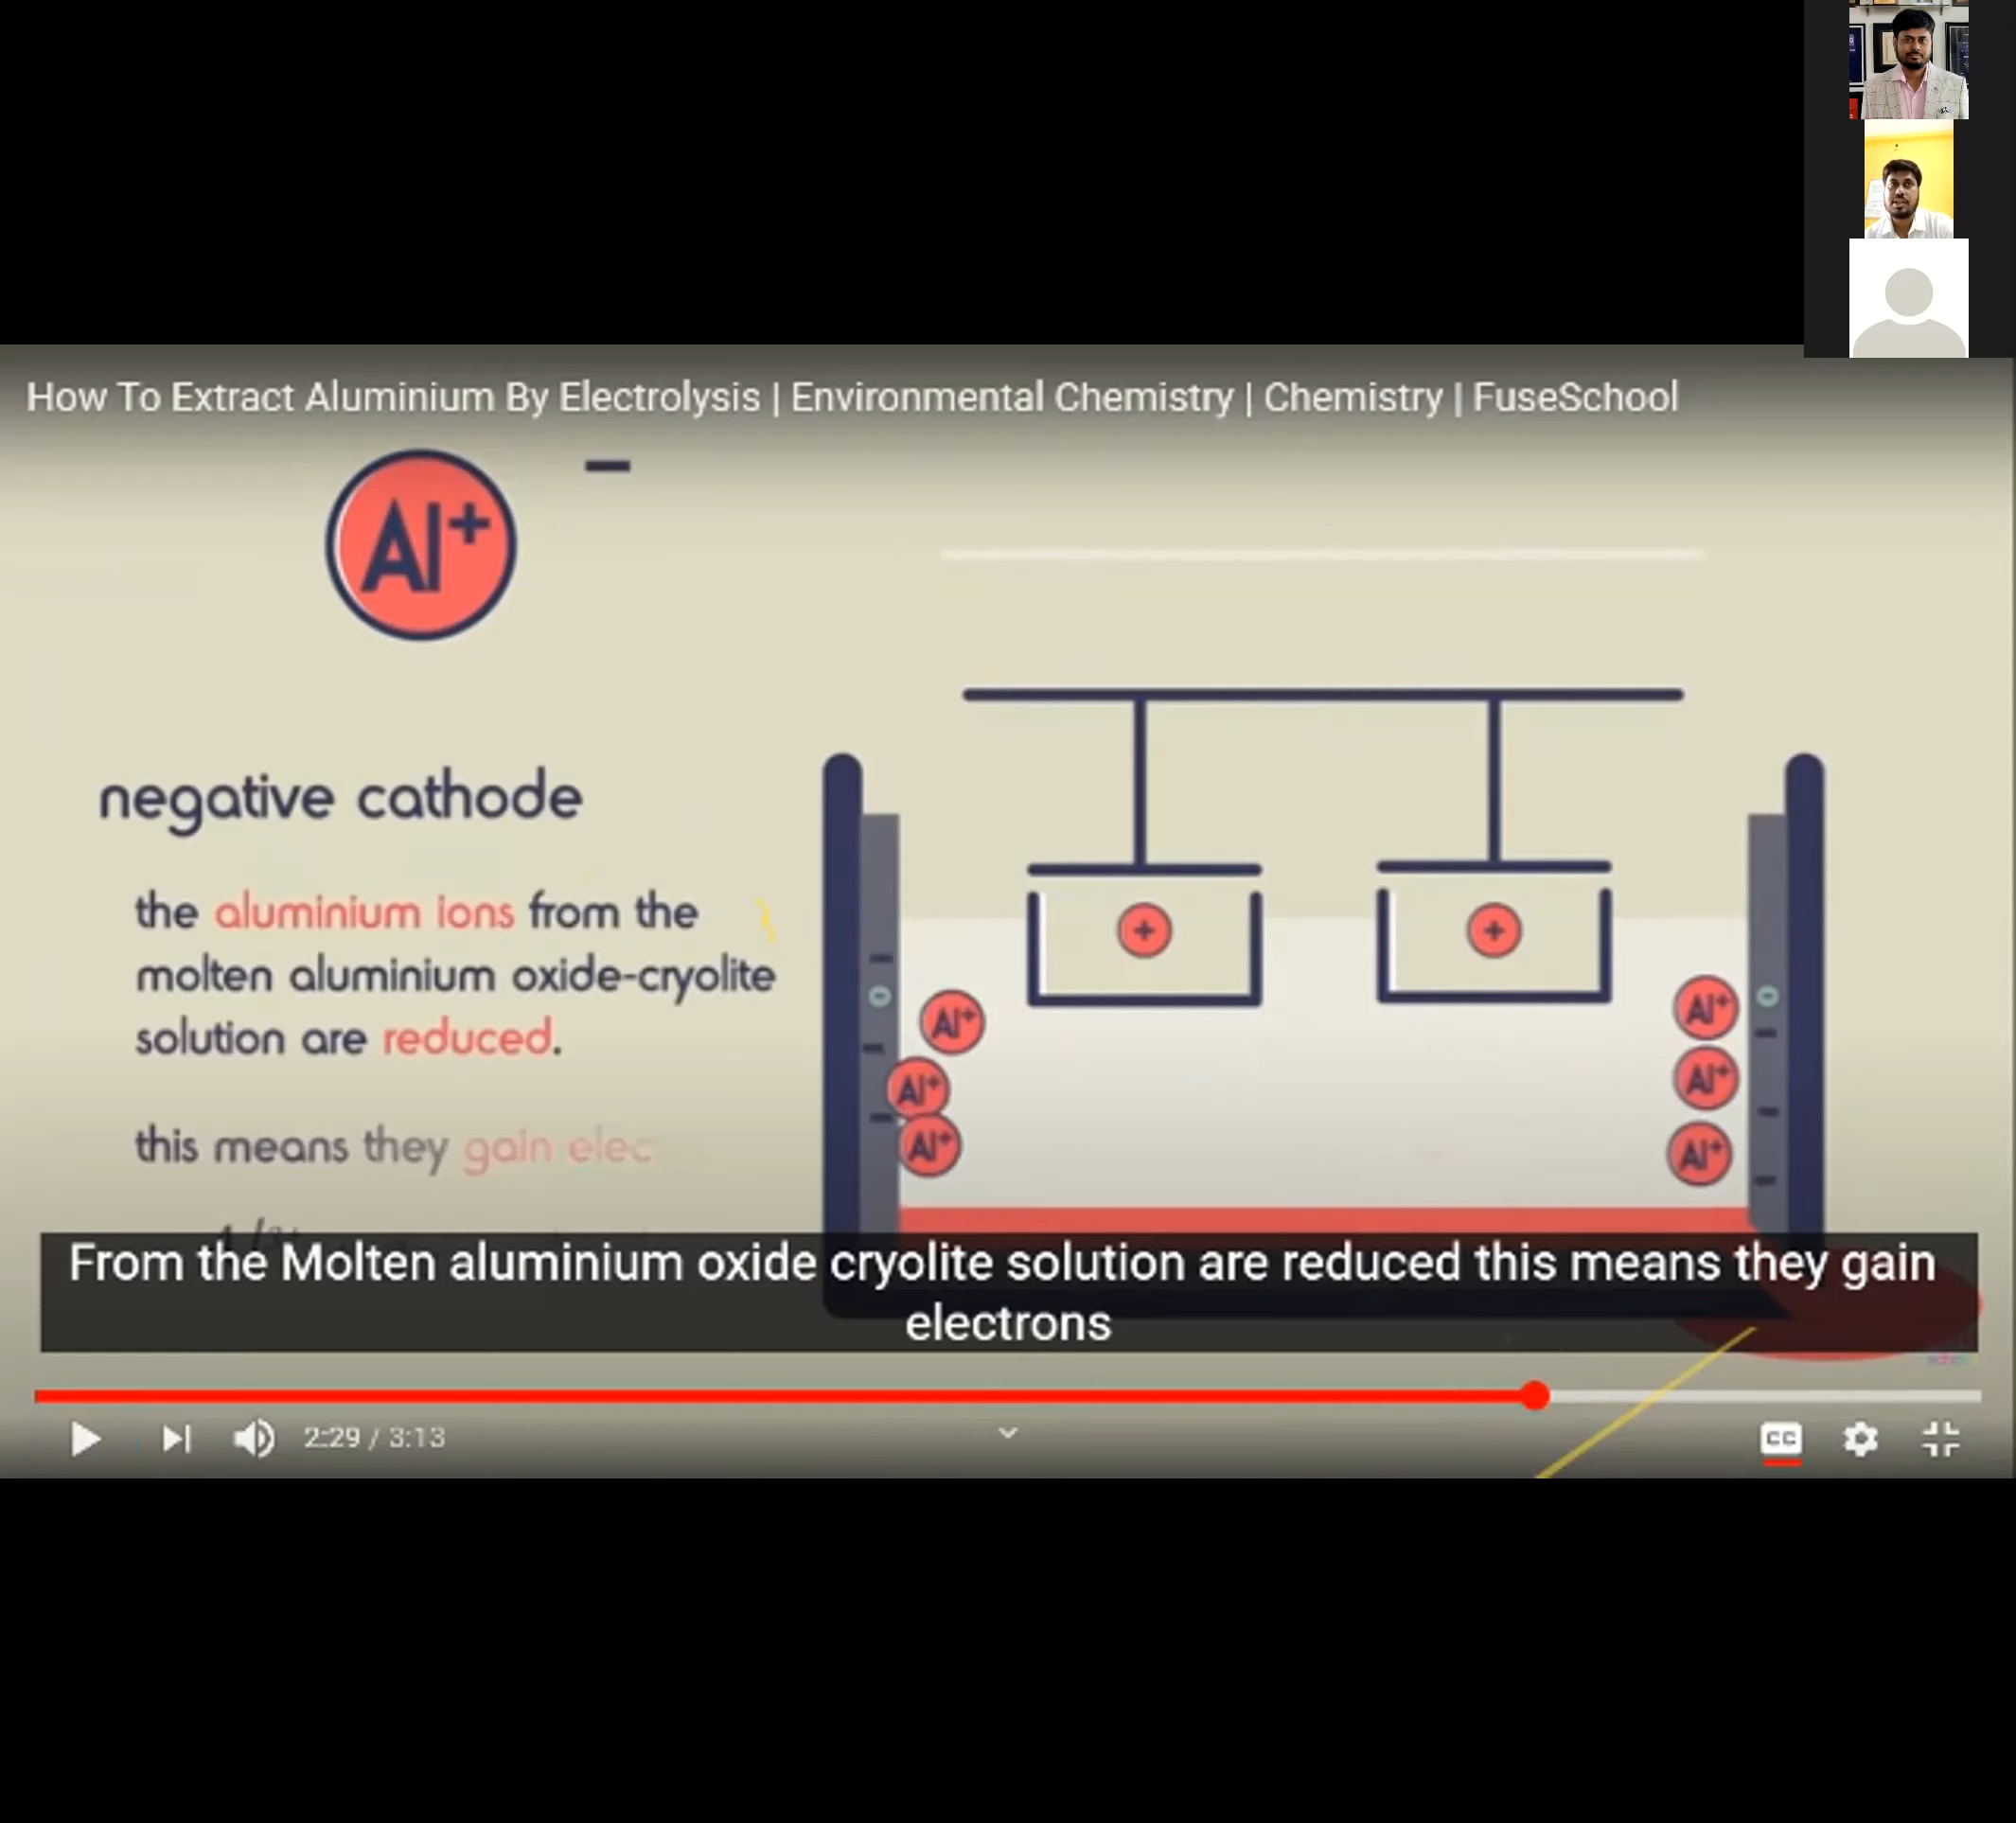 How To Extract Aluminium By Electrolysis | Environmental Chemistry | Chemistry | FuseSchool
Al+
negative cathode
the aluminium ions from the
molten aluminium oxide-cryolite
solution are reduced.
this means they gain elec
+
+
Al+
Al+
Al+
Al+
Al+
Al+
From the Molten aluminium oxide cryolite solution are reduced this means they gain
electrons
2:29 / 3:13
CC